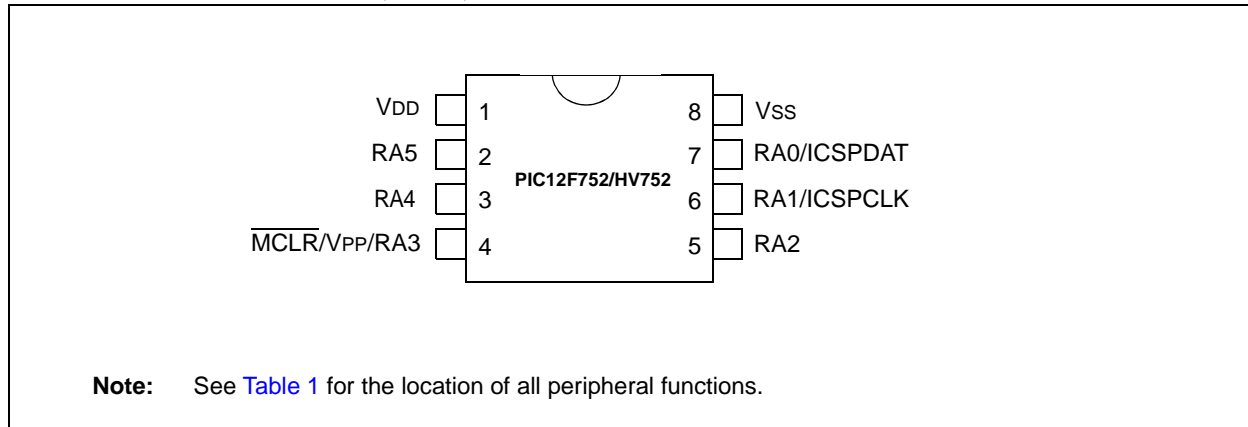 VDD 1 8 VSS
RA5 2 7 RA0/ICSPDAT
PIC12F752/HV752
RA4 3 6 RA1/ICSPCLK
MCLR/VPP/RA3 4 5 RA2
Note: See Table 1 for the location of all peripheral functions.